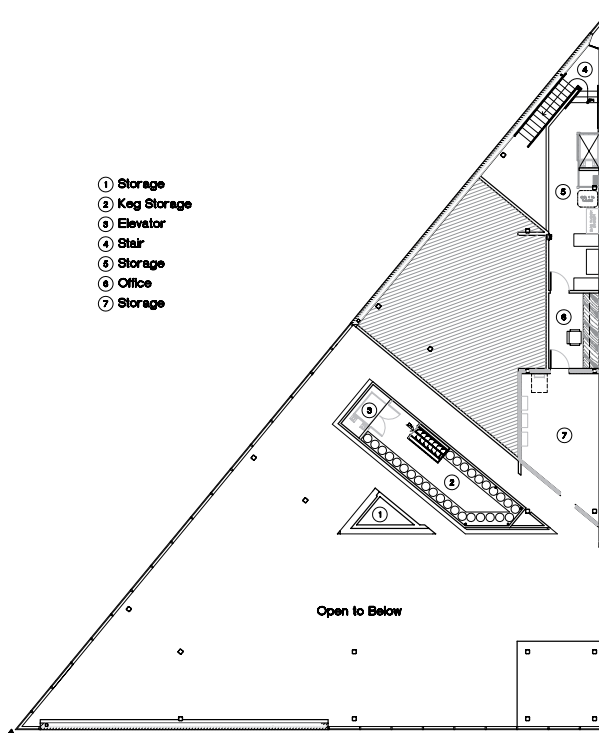 4
1 Storage
2 Keg Storage
3 Elevator
4 Stair
5 Storage
6 Office
7 Storage
5
6
3
7
2
1
Open to Below